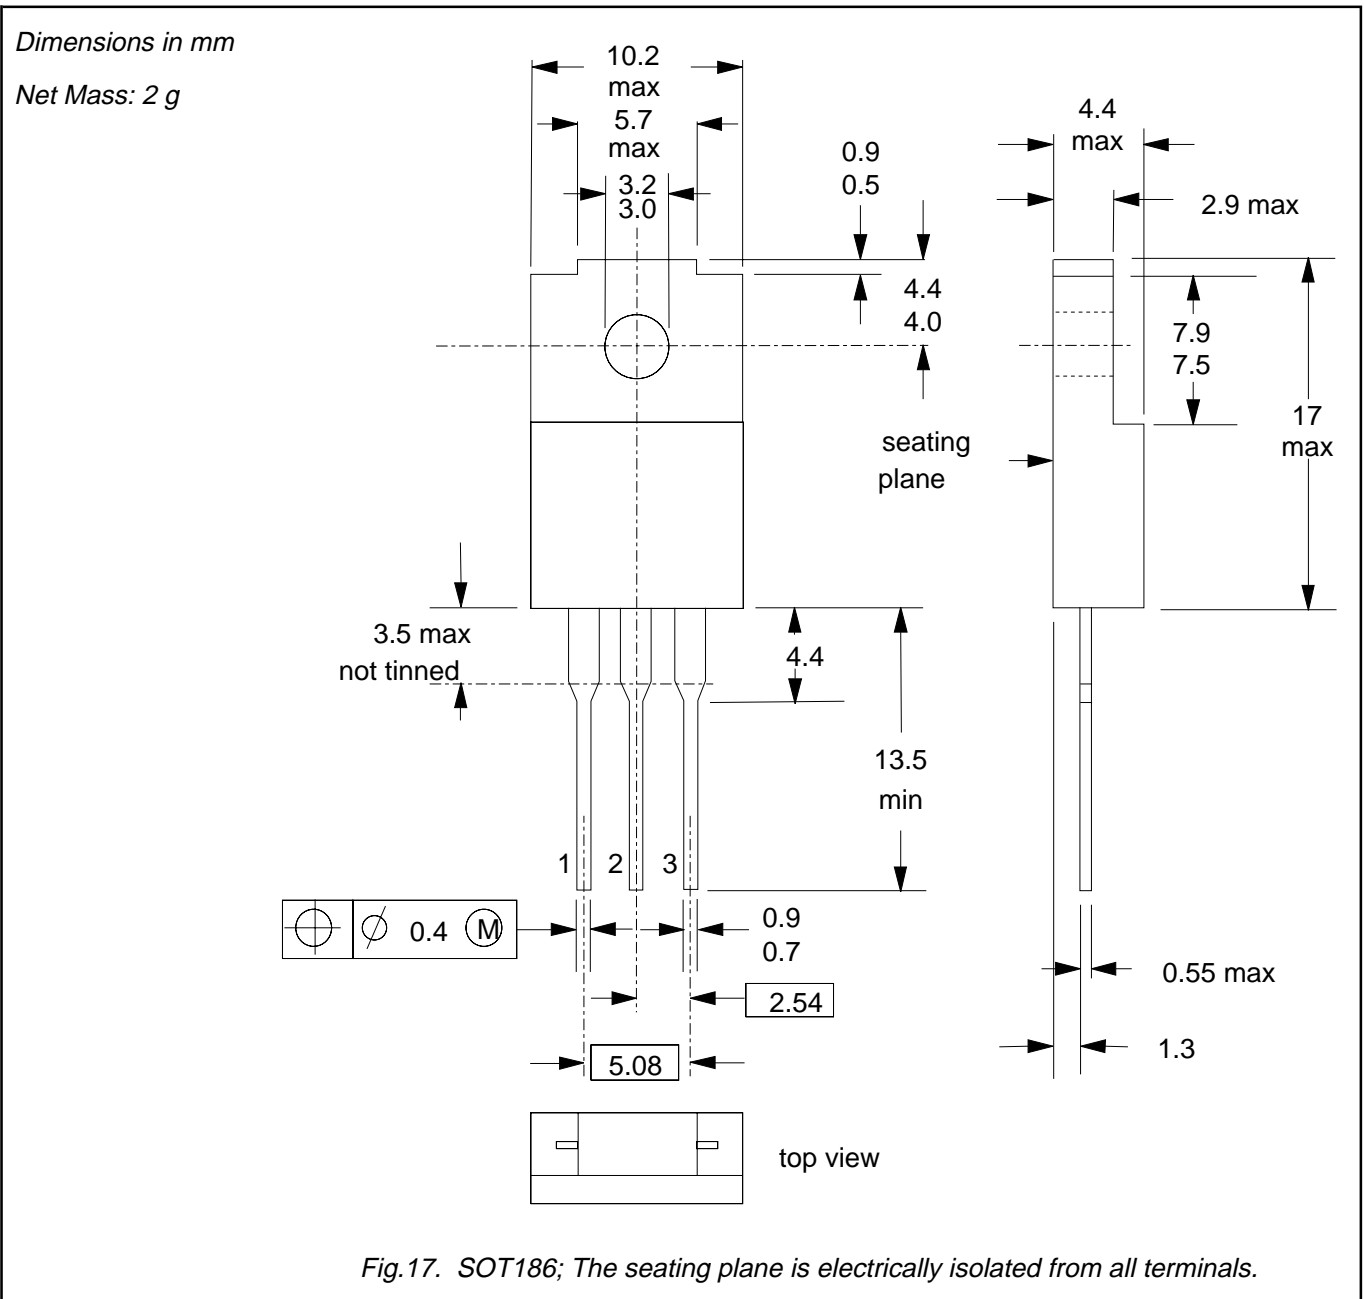 Dimensions in mm
Net Mass: 2 g
10.2
max
5.7
max
3.2
3.0
0.9
0.5
4.4
4.0
4.4
max
2.9 max
7.9
7.5
17
max
seating
plane
3.5 max
not tinned
4.4
13.5
min
1 2 3
0.4 M
0.9
0.7
2.54
5.08
0.55 max
1.3
top view
Fig.17. SOT186; The seating plane is electrically isolated from all terminals.